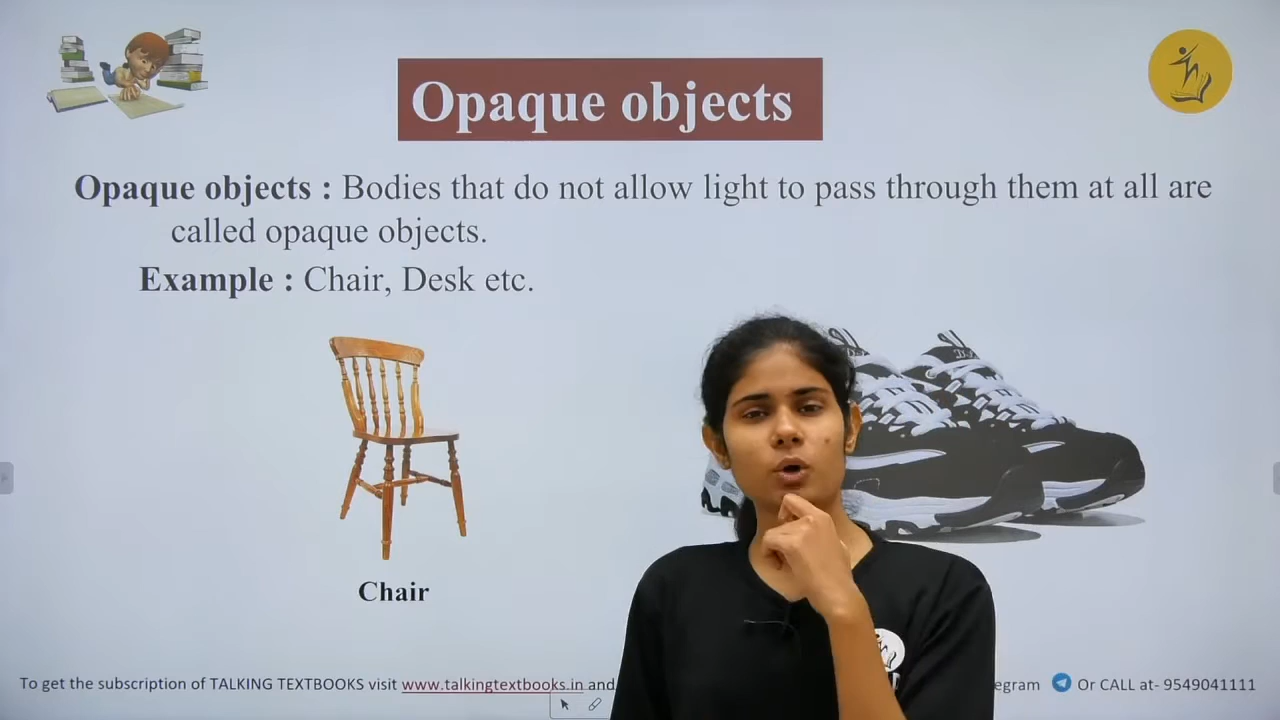 Opaque objects
Opaque objects : Bodies that do not allow light to pass through them at all are
called opaque objects.
Example : Chair, Desk etc.
Chair
To get the subscription of TALKING TEXTBOOKS visit www.talkingtextbooks.in and
Or CALL at- 9549041111